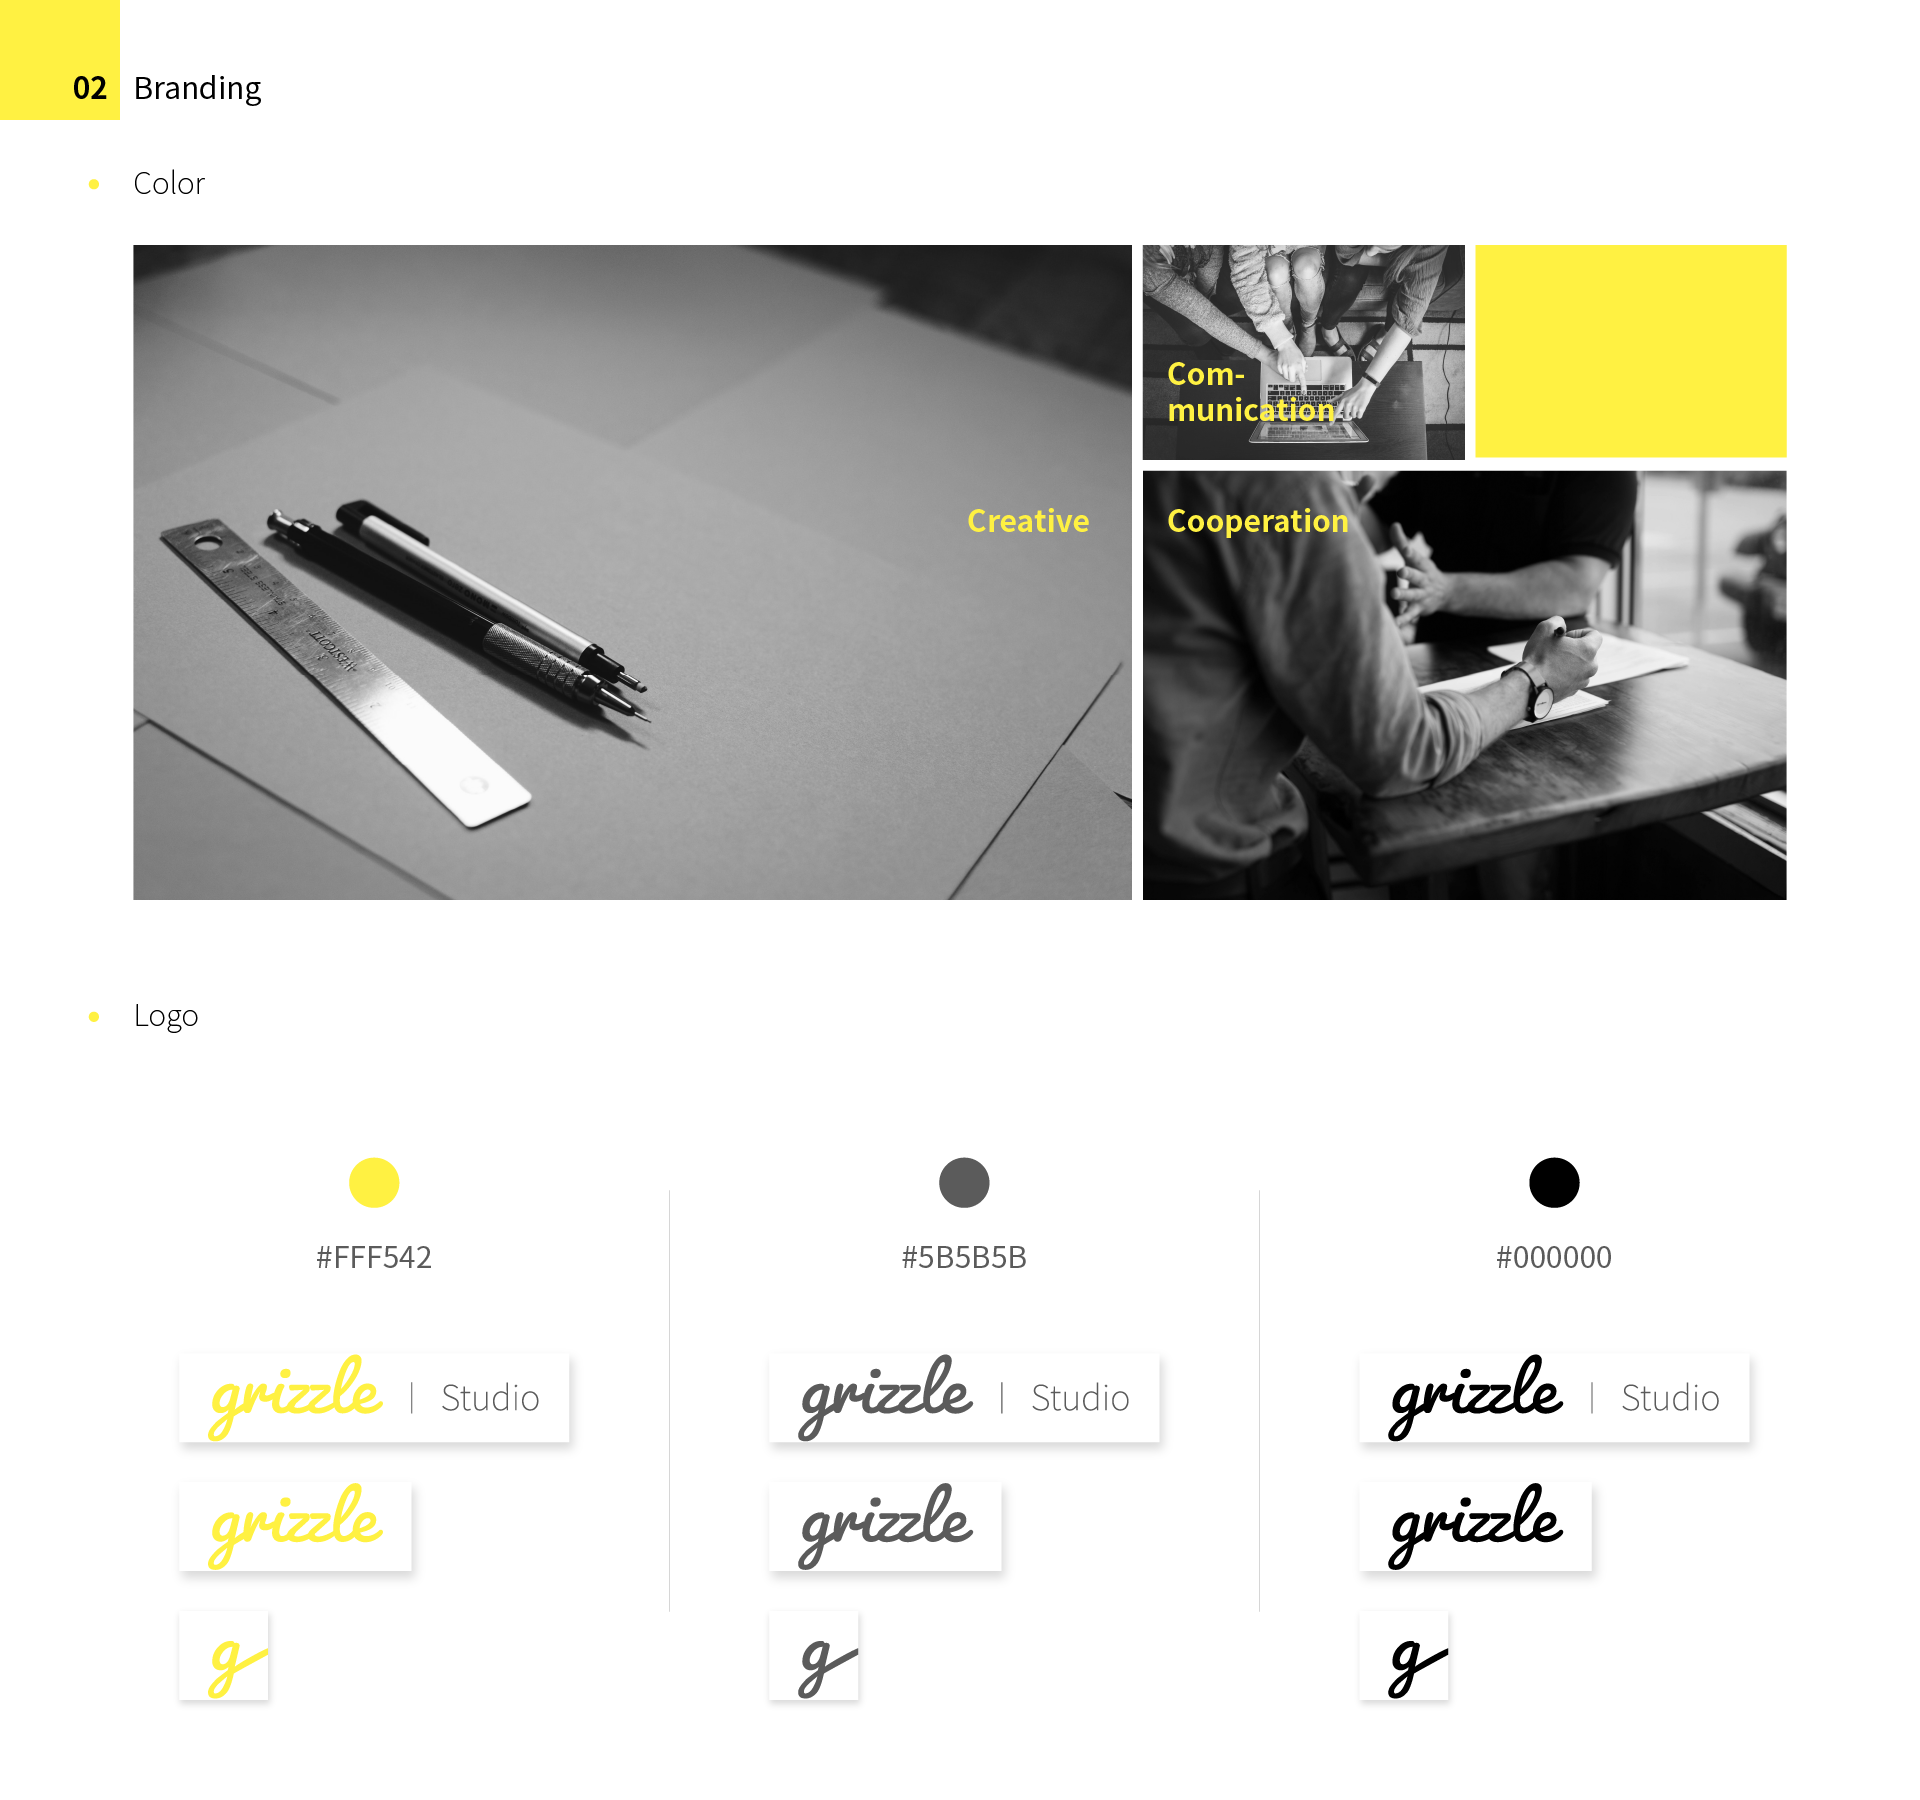 02 Branding
Color
Com-
munication
Creative
Cooperation
WESTCOTT
Logo
#FFF542
#5B5B5B
#000000
grizzle | Studio
grizzle | Studio
grizzle | Studio
grizzle
grizzle
grizzle
g
g
g